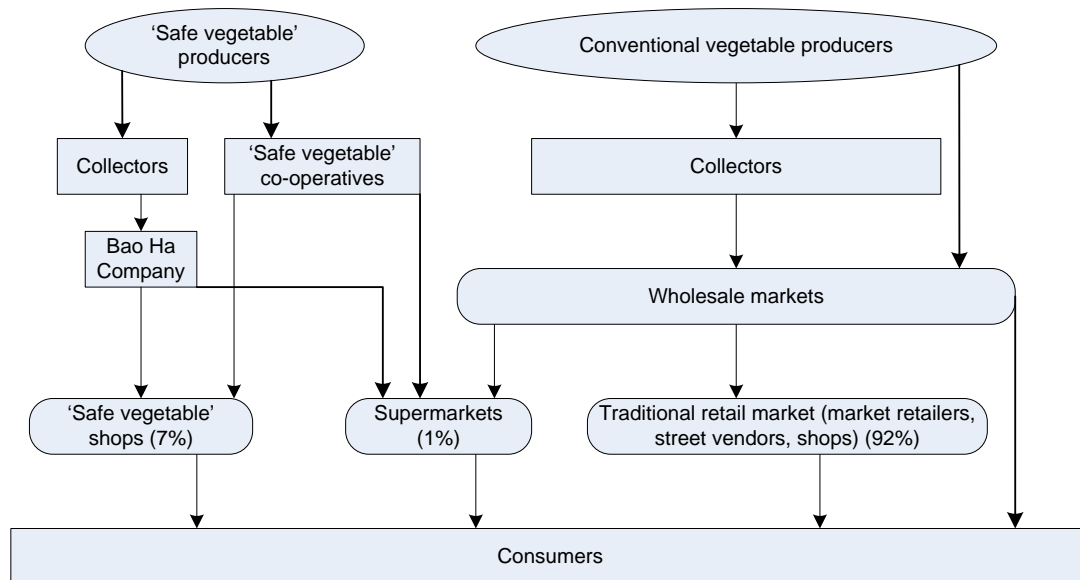 ‘Safe vegetable’
producers
Conventional vegetable producers
Collectors
‘Safe vegetable’
co-operatives
Collectors
Bao Ha
Company
Wholesale markets
‘Safe vegetable’
shops (7%)
Supermarkets
(1%)
Traditional retail market (market retailers,
street vendors, shops) (92%)
Consumers